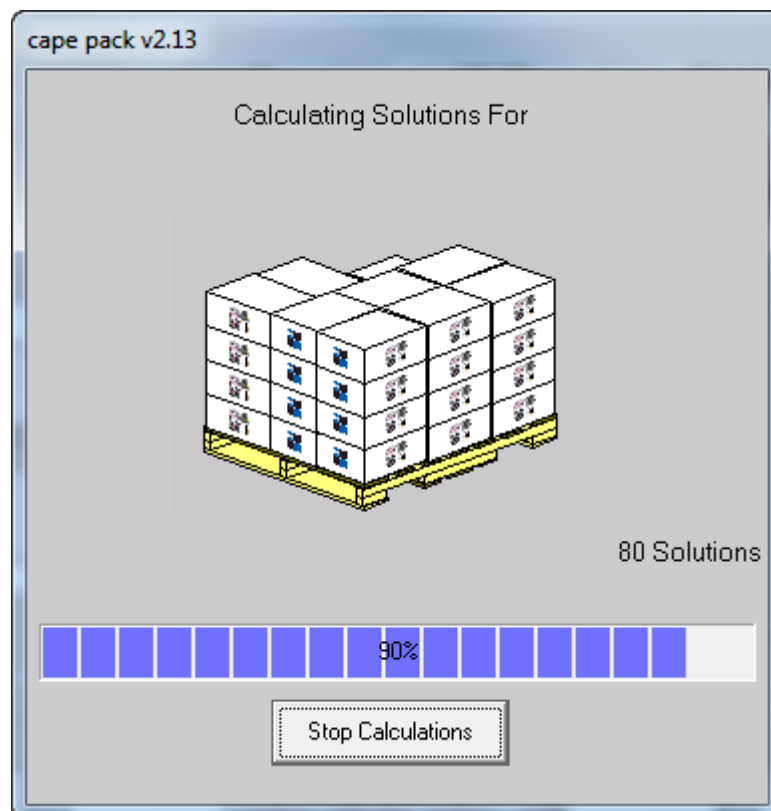 cape pack v2.13
Calculating Solutions For
80 Solutions
90%
Stop Calculations